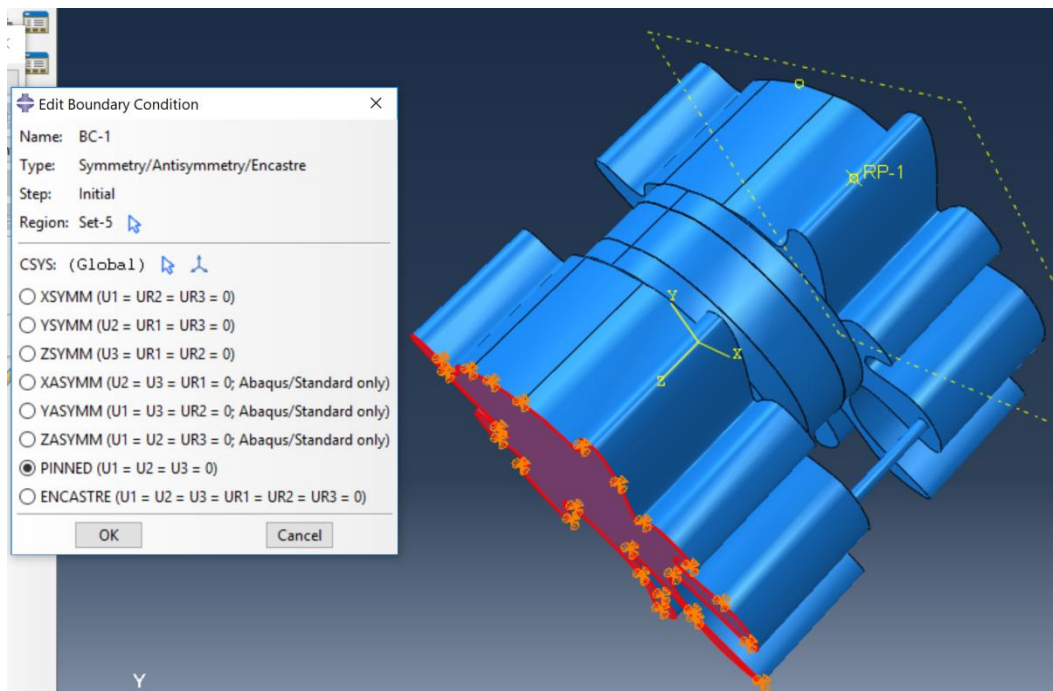 Edit Boundary Condition
Name: BC-1
Type: Symmetry/Antisymmetry/Encastre
Step: Initial
Region: Set-5
CSYS: (Global)
XSYMM (U1 = UR2 = UR3 = 0)
YSYMM (U2 = UR1 = UR3 = 0)
ZSYMM (U3 = UR1 = UR2 = 0)
XASYMM (U2 = U3 = UR1 = 0; Abaqus/Standard only)
YASYMM (U1 = U3 = UR2 = 0; Abaqus/Standard only)
ZASYMM (U1 = U2 = UR3 = 0; Abaqus/Standard only)
PINNED (U1 = U2 = U3 = 0)
ENCASTRE (U1 = U2 = U3 = UR1 = UR2 = UR3 = 0)
OK Cancel
RP-1
Y
X
Z
Y